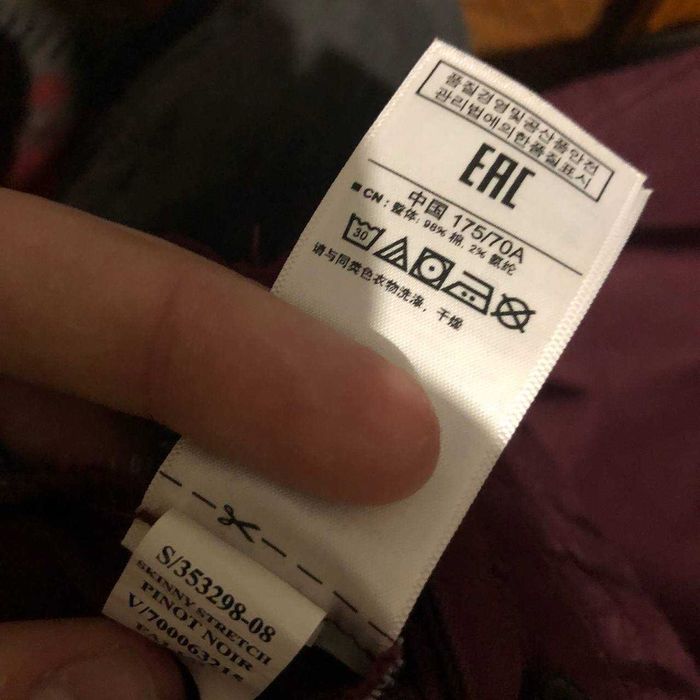 품질경영및공산품안전
관리법에의한품질표시
EAC
中国 175/70A
■CN: 整体: 98% 棉, 2% 氨纶
30
请与同类色衣物洗涤, 干燥
S/353298-08
SKINNY STRETCH
PINOT NOIR